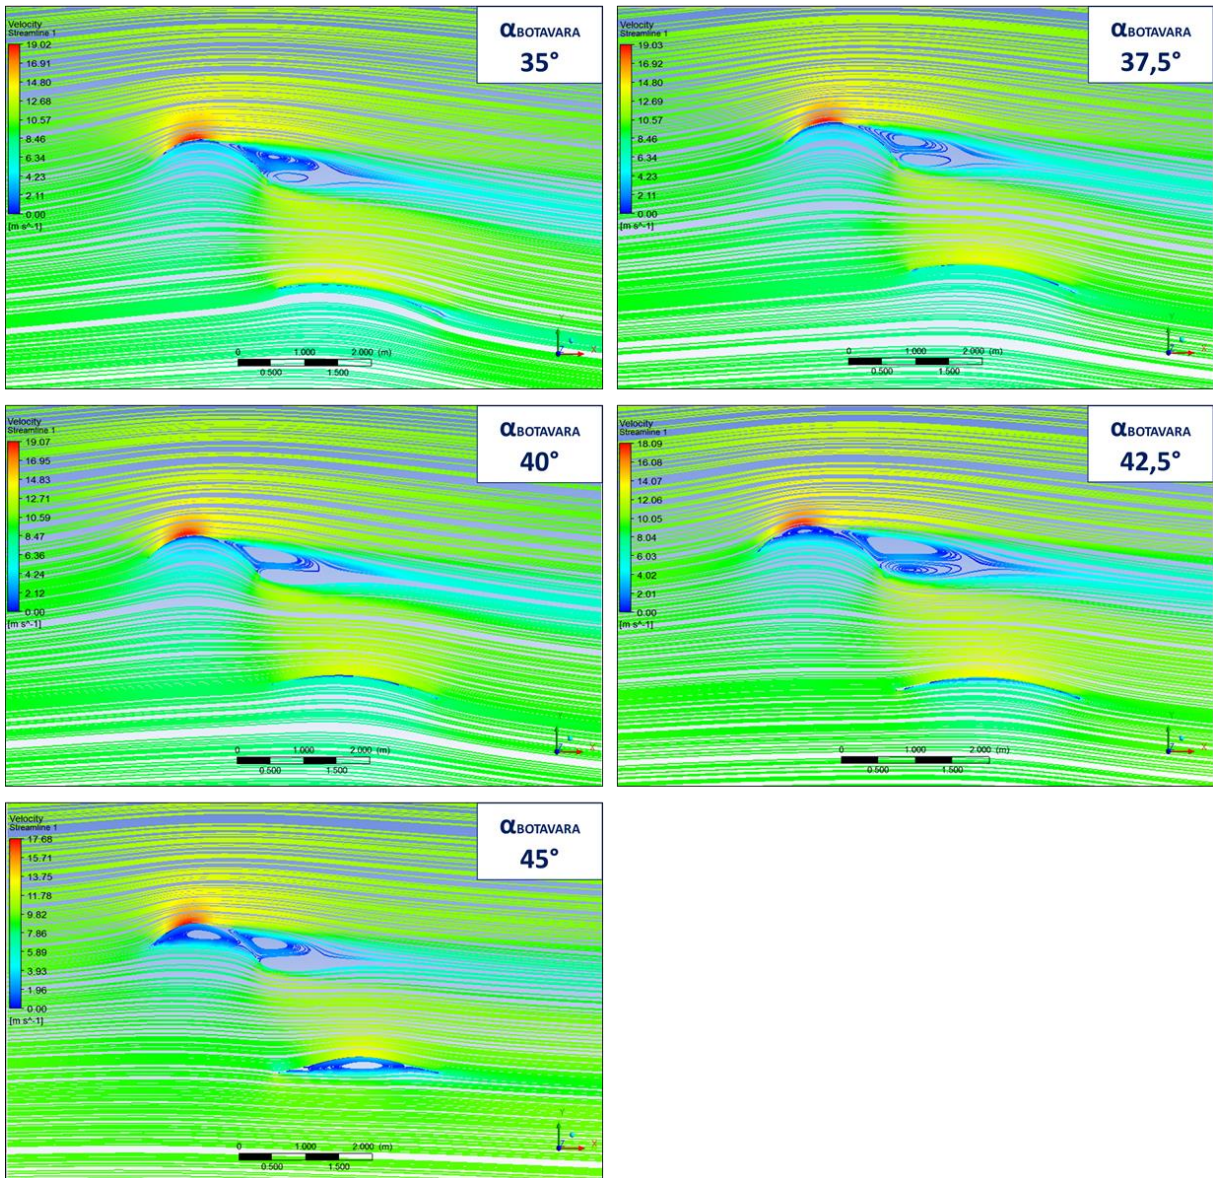 Velocity
Streamline 1
19.02
16.91
14.80
12.68
10.57
8.46
6.34
4.23
2.11
0.00
[m s^-1]
αBOTAVARA
35°
0 1.000 2.000 (m)
0.500 1.500
Y
Z
X
Velocity
Streamline 1
19.03
16.92
14.80
12.69
10.57
8.46
6.34
4.23
2.11
0.00
[m s^-1]
αBOTAVARA
37,5°
0 1.000 2.000 (m)
0.500 1.500
Y
Z
X
Velocity
Streamline 1
19.07
16.95
14.83
12.71
10.59
8.47
6.36
4.24
2.12
0.00
[m s^-1]
αBOTAVARA
40°
0 1.000 2.000 (m)
0.500 1.500
Y
Z
X
Velocity
Streamline 1
18.09
16.08
14.07
12.06
10.05
8.04
6.03
4.02
2.01
0.00
[m s^-1]
αBOTAVARA
42,5°
0 1.000 2.000 (m)
0.500 1.500
Y
Z
X
Velocity
Streamline 1
17.68
15.71
13.75
11.78
9.82
7.86
5.89
3.93
1.96
0.00
[m s^-1]
αBOTAVARA
45°
0 1.000 2.000 (m)
0.500 1.500
Y
Z
X